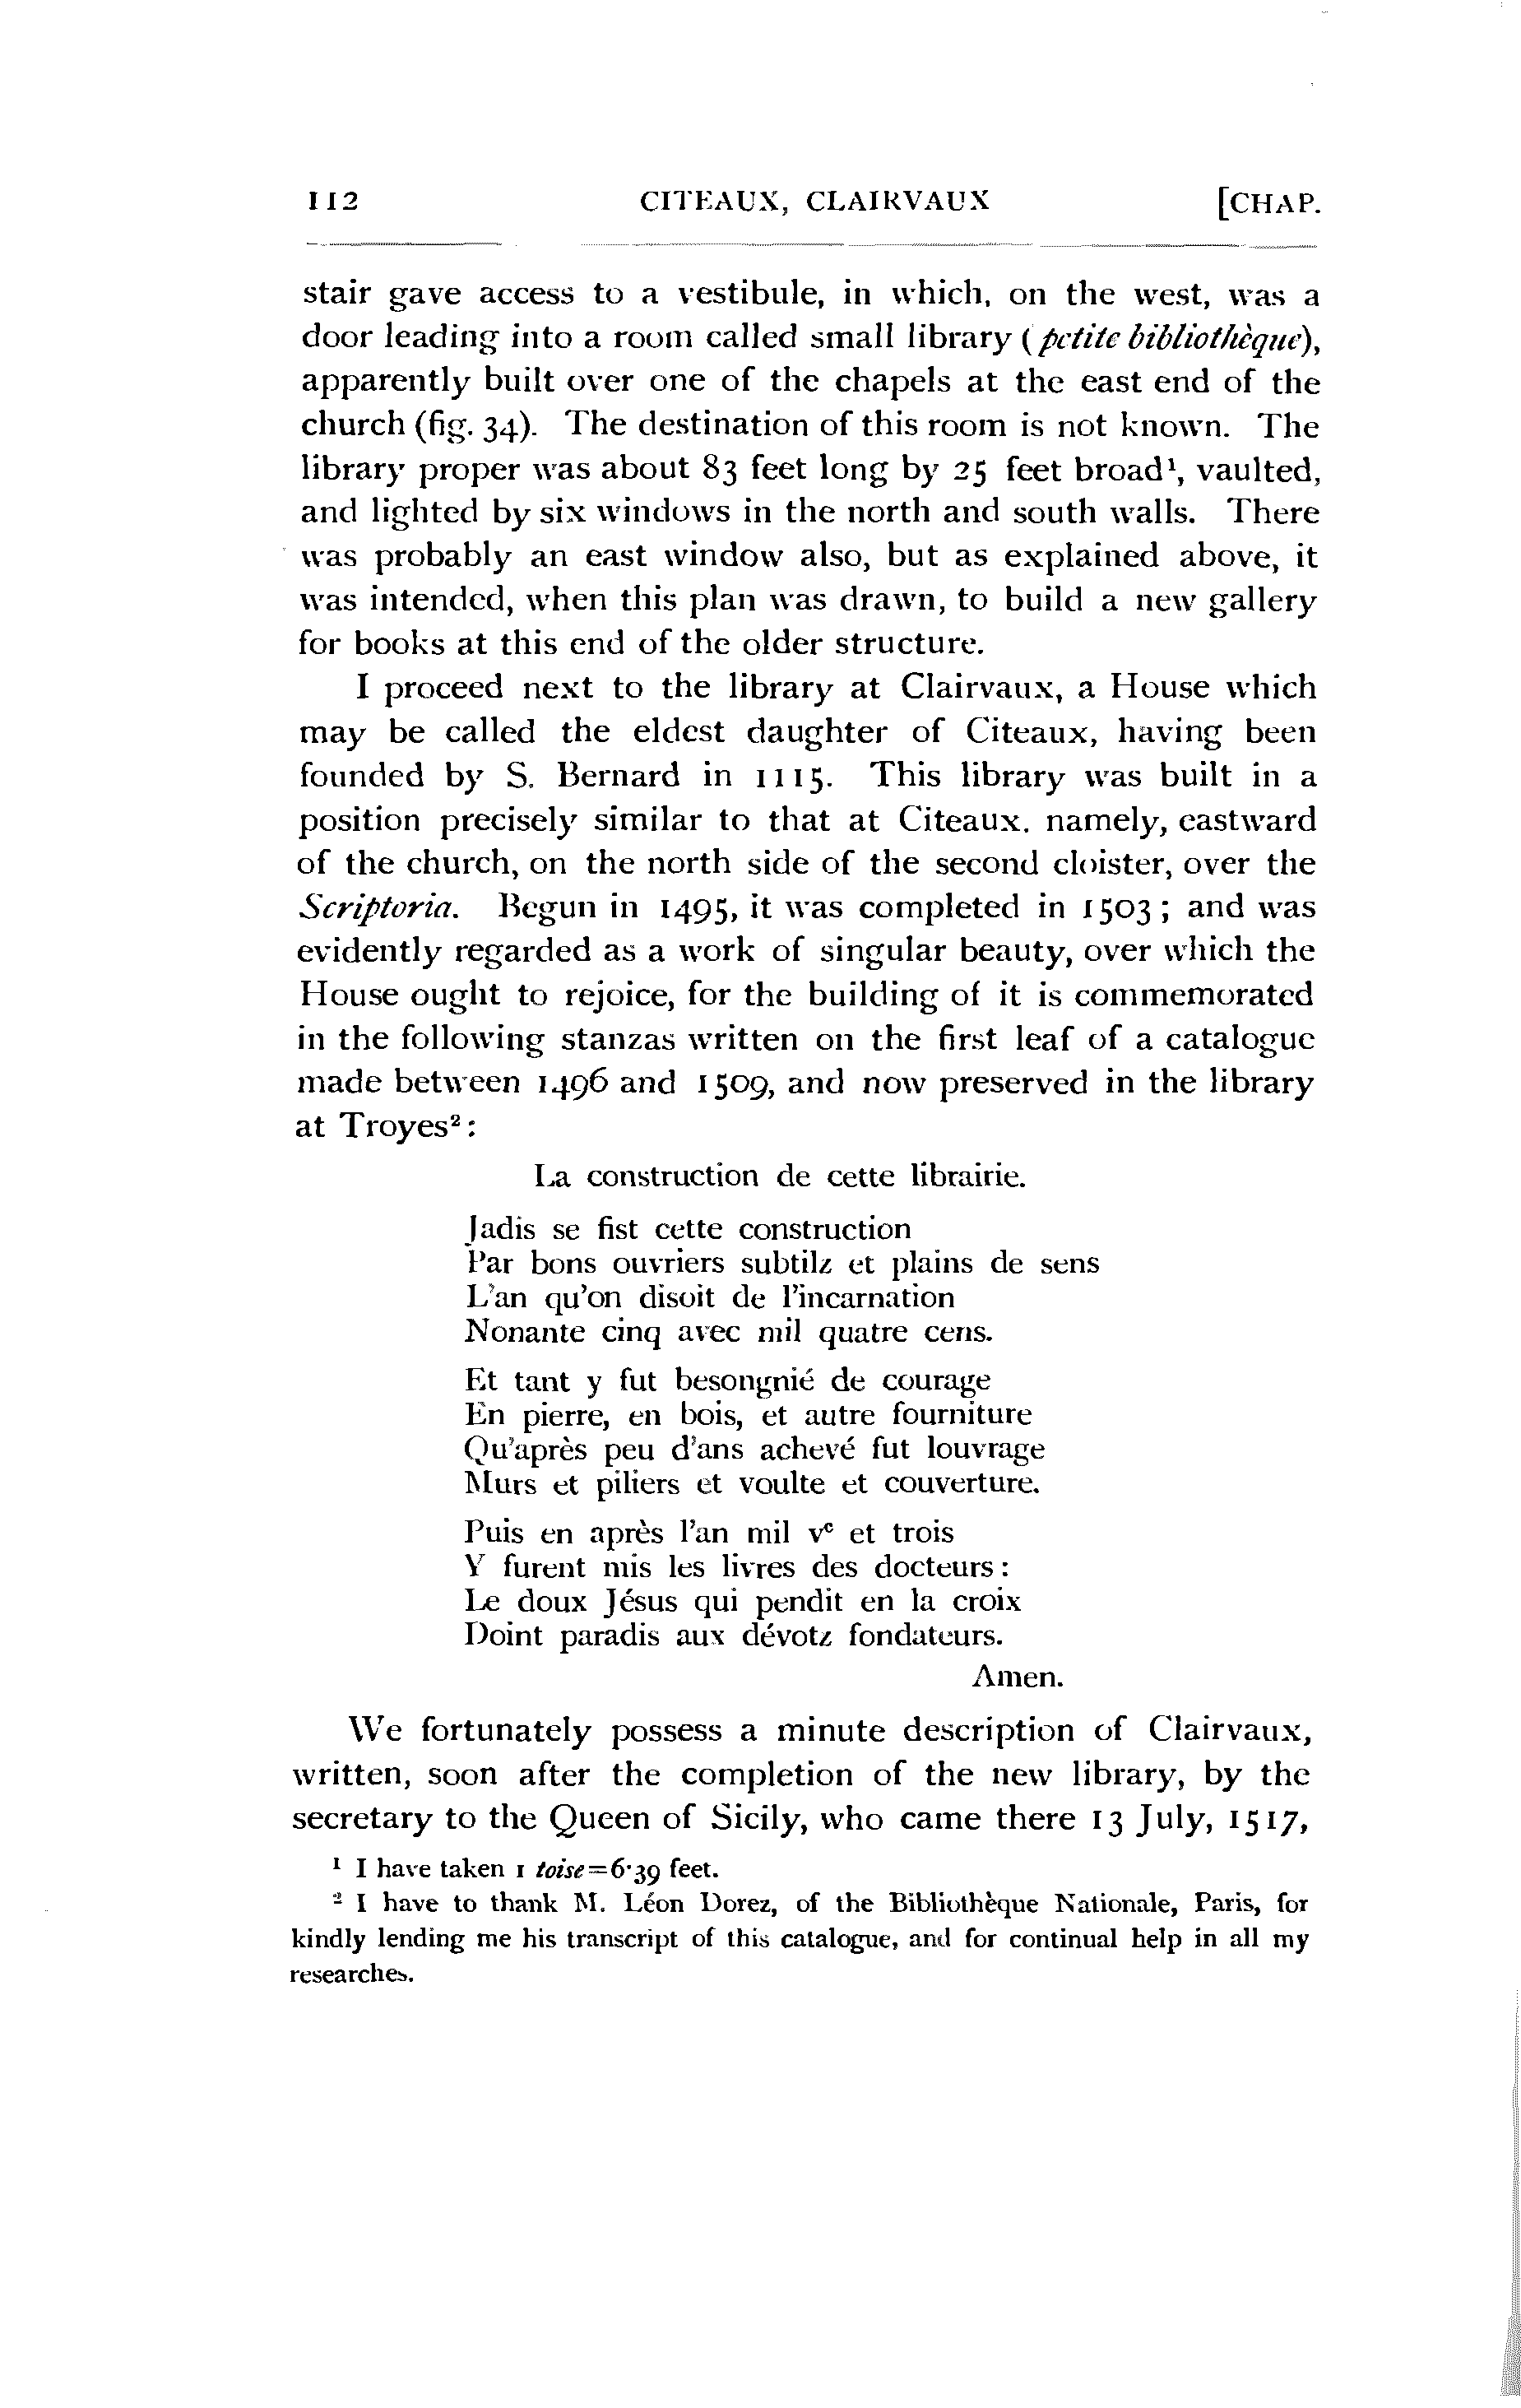 112 CITEAUX, CLAIRVAUX [CHAP.
stair gave access to a vestibule, in which, on the west, was a
door leading into a room called small library (petite bibliothèque),
apparently built over one of the chapels at the east end of the
church (fig. 34). The destination of this room is not known. The
library proper was about 83 feet long by 25 feet broad¹, vaulted,
and lighted by six windows in the north and south walls. There
was probably an east window also, but as explained above, it
was intended, when this plan was drawn, to build a new gallery
for books at this end of the older structure.
I proceed next to the library at Clairvaux, a House which
may be called the eldest daughter of Citeaux, having been
founded by S. Bernard in 1115. This library was built in a
position precisely similar to that at Citeaux, namely, eastward
of the church, on the north side of the second cloister, over the
Scriptoria. Begun in 1495, it was completed in 1503; and was
evidently regarded as a work of singular beauty, over which the
House ought to rejoice, for the building of it is commemorated
in the following stanzas written on the first leaf of a catalogue
made between 1496 and 1509, and now preserved in the library
at Troyes²:
La construction de cette librairie.
Jadis se fist cette construction
Par bons ouvriers subtilz et plains de sens
L'an qu'on disoit de l'incarnation
Nonante cinq avec mil quatre cens.
Et tant y fut besongnié de courage
En pierre, en bois, et autre fourniture
Qu'après peu d'ans achevé fut louvrage
Murs et piliers et voulte et couverture.
Puis en après l'an mil vᶜ et trois
Y furent mis les livres des docteurs:
Le doux Jésus qui pendit en la croix
Doint paradis aux dévotz fondateurs.
Amen.
We fortunately possess a minute description of Clairvaux,
written, soon after the completion of the new library, by the
secretary to the Queen of Sicily, who came there 13 July, 1517,
¹ I have taken 1 toise=6·39 feet.
² I have to thank M. Léon Dorez, of the Bibliothèque Nationale, Paris, for
kindly lending me his transcript of this catalogue, and for continual help in all my
researches.